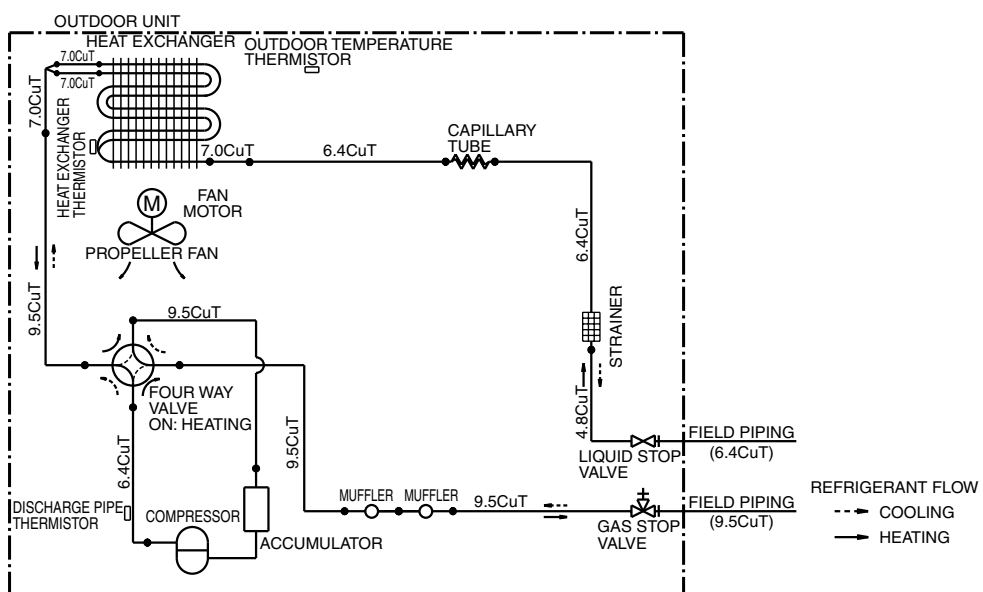 OUTDOOR UNIT
HEAT EXCHANGER
OUTDOOR TEMPERATURE
THERMISTOR
7.0CuT
7.0CuT
7.0CuT
HEAT EXCHANGER
THERMISTOR
7.0CuT
6.4CuT
CAPILLARY
TUBE
M
FAN
MOTOR
PROPELLER FAN
6.4CuT
9.5CuT
9.5CuT
STRAINER
FOUR WAY
VALVE
ON: HEATING
4.8CuT
9.5CuT
6.4CuT
LIQUID STOP
VALVE
FIELD PIPING
(6.4CuT)
DISCHARGE PIPE
THERMISTOR
COMPRESSOR
ACCUMULATOR
MUFFLER
MUFFLER
9.5CuT
GAS STOP
VALVE
FIELD PIPING
(9.5CuT)
REFRIGERANT FLOW
COOLING
HEATING